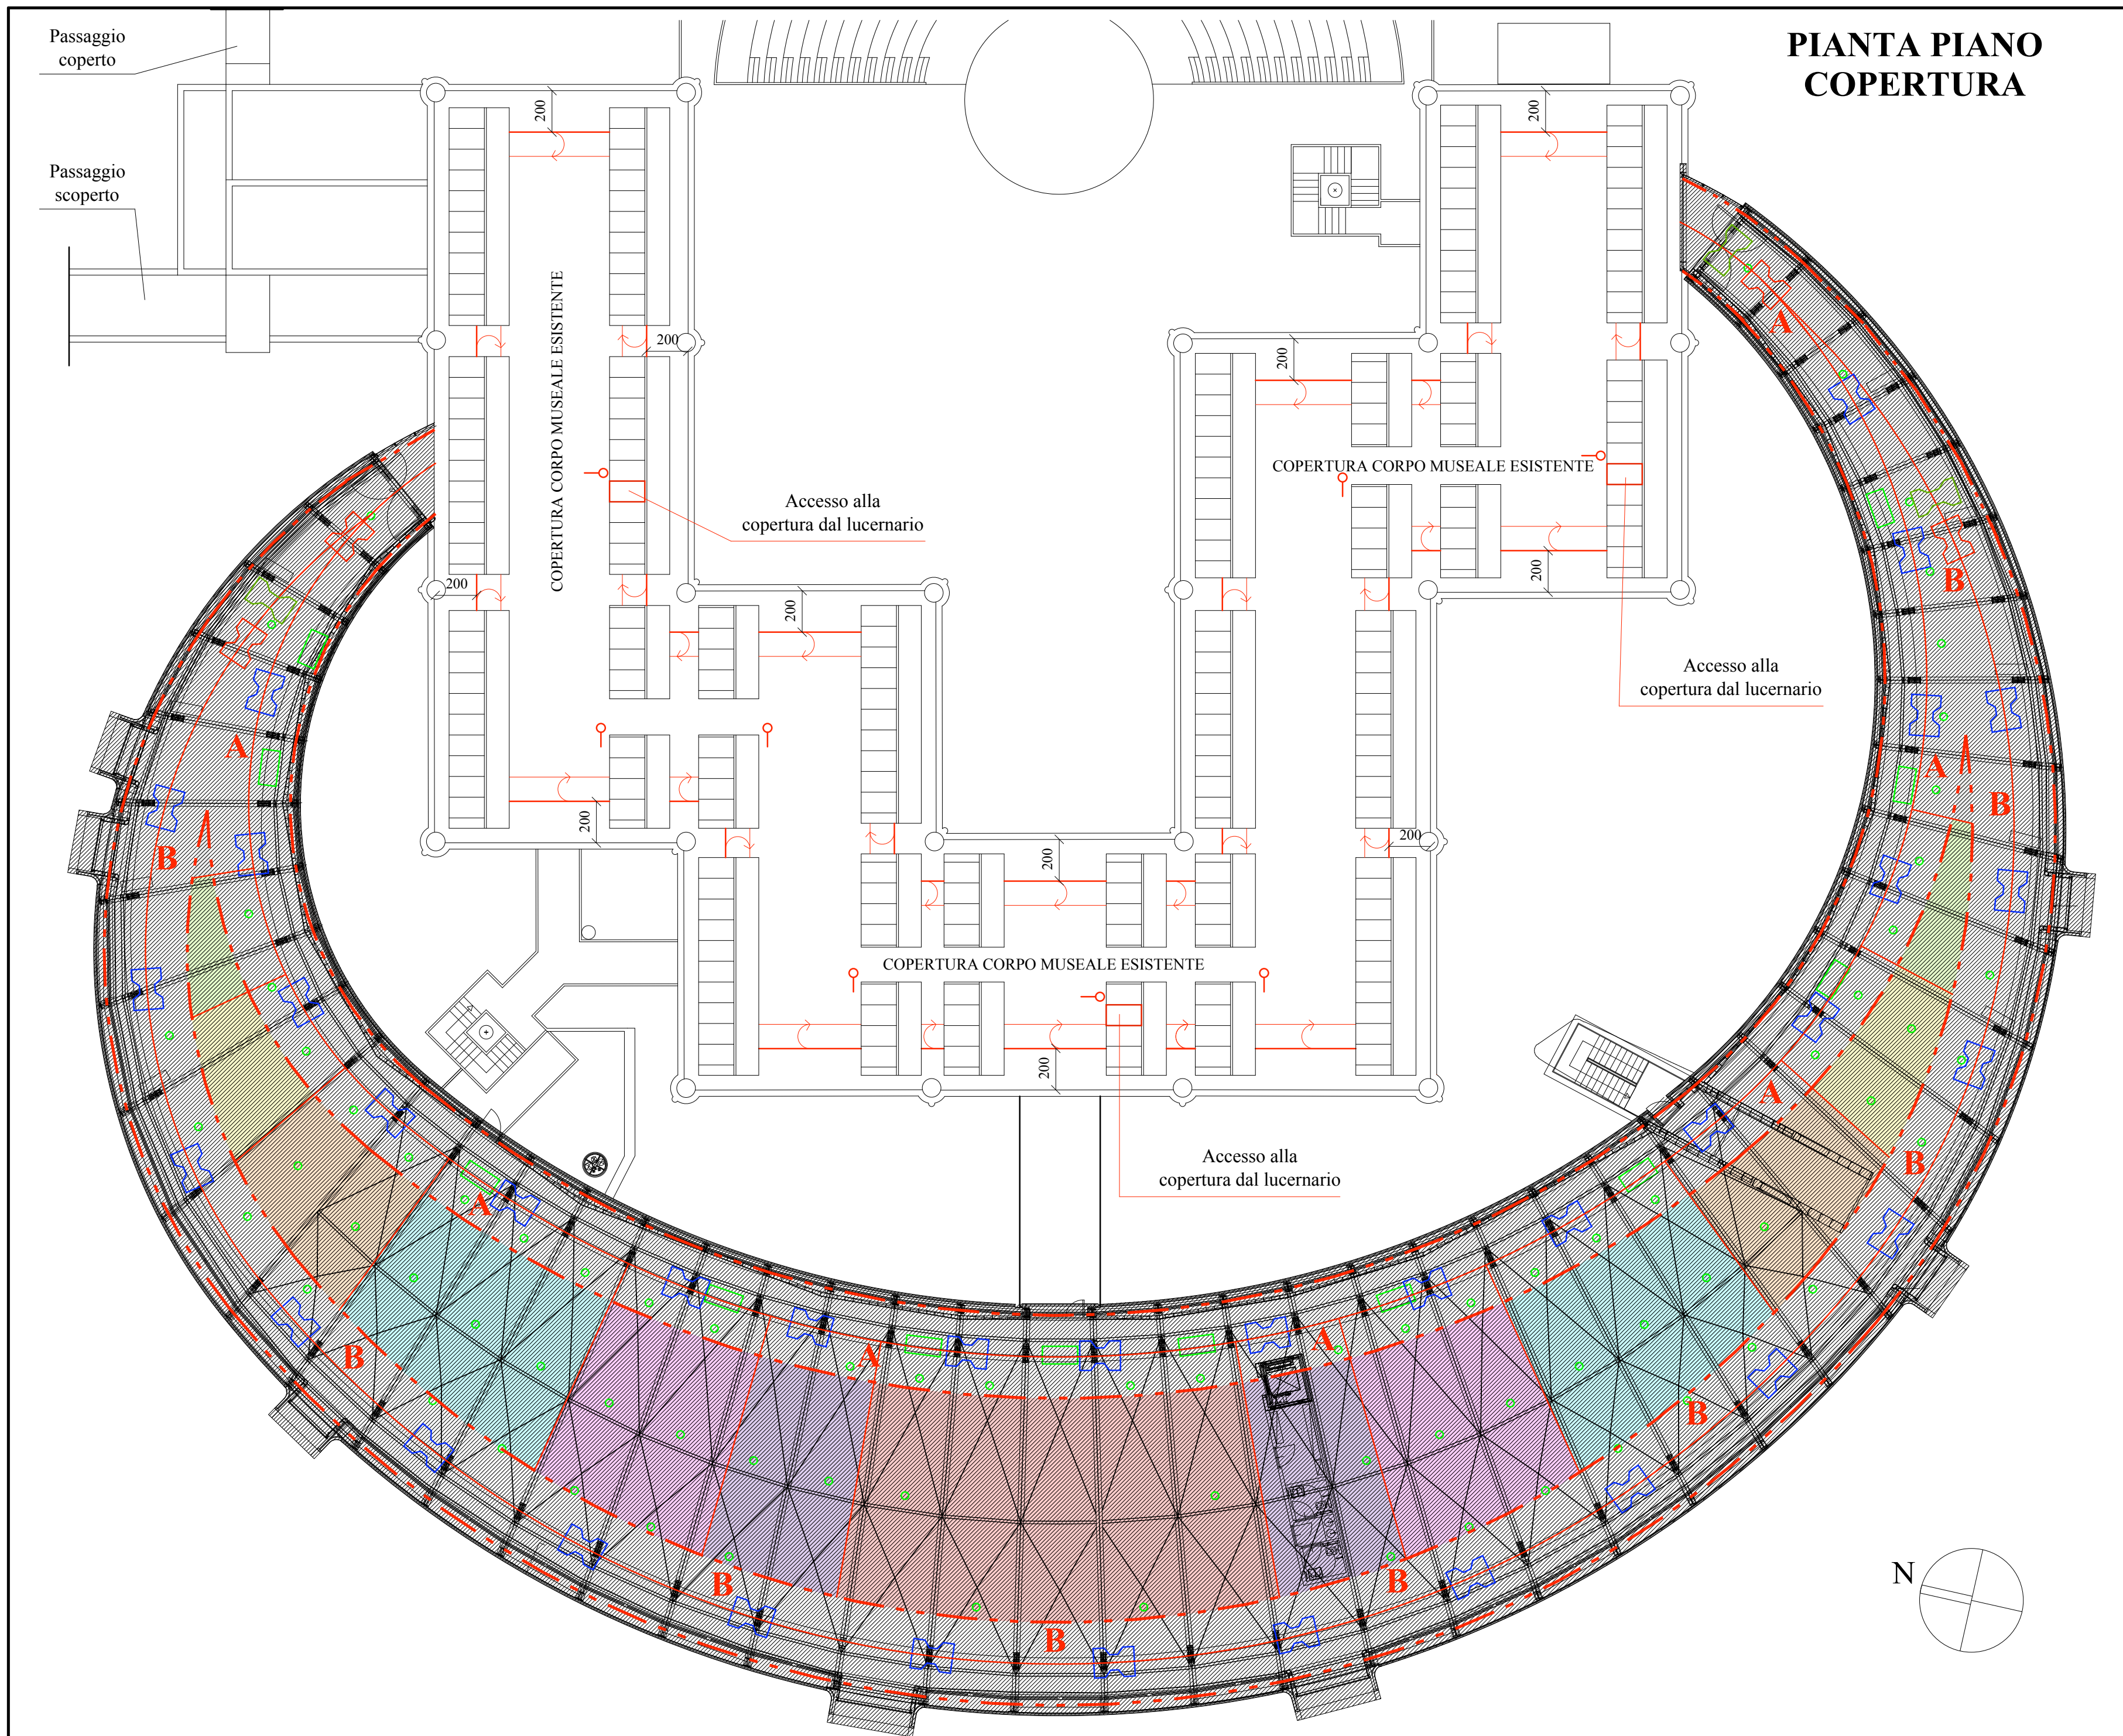 PIANTA PIANO
COPERTURA
Passaggio
coperto
Passaggio
scoperto
200
200
COPERTURA CORPO MUSEALE ESISTENTE
200
200
A
COPERTURA CORPO MUSEALE ESISTENTE
Accesso alla
copertura dal lucernario
200
200
200
B
Accesso alla
copertura dal lucernario
A
A
B
200
200
200
B
COPERTURA CORPO MUSEALE ESISTENTE
200
A
Accesso alla
copertura dal lucernario
B
A
A
A
B
B
B
B
B
N